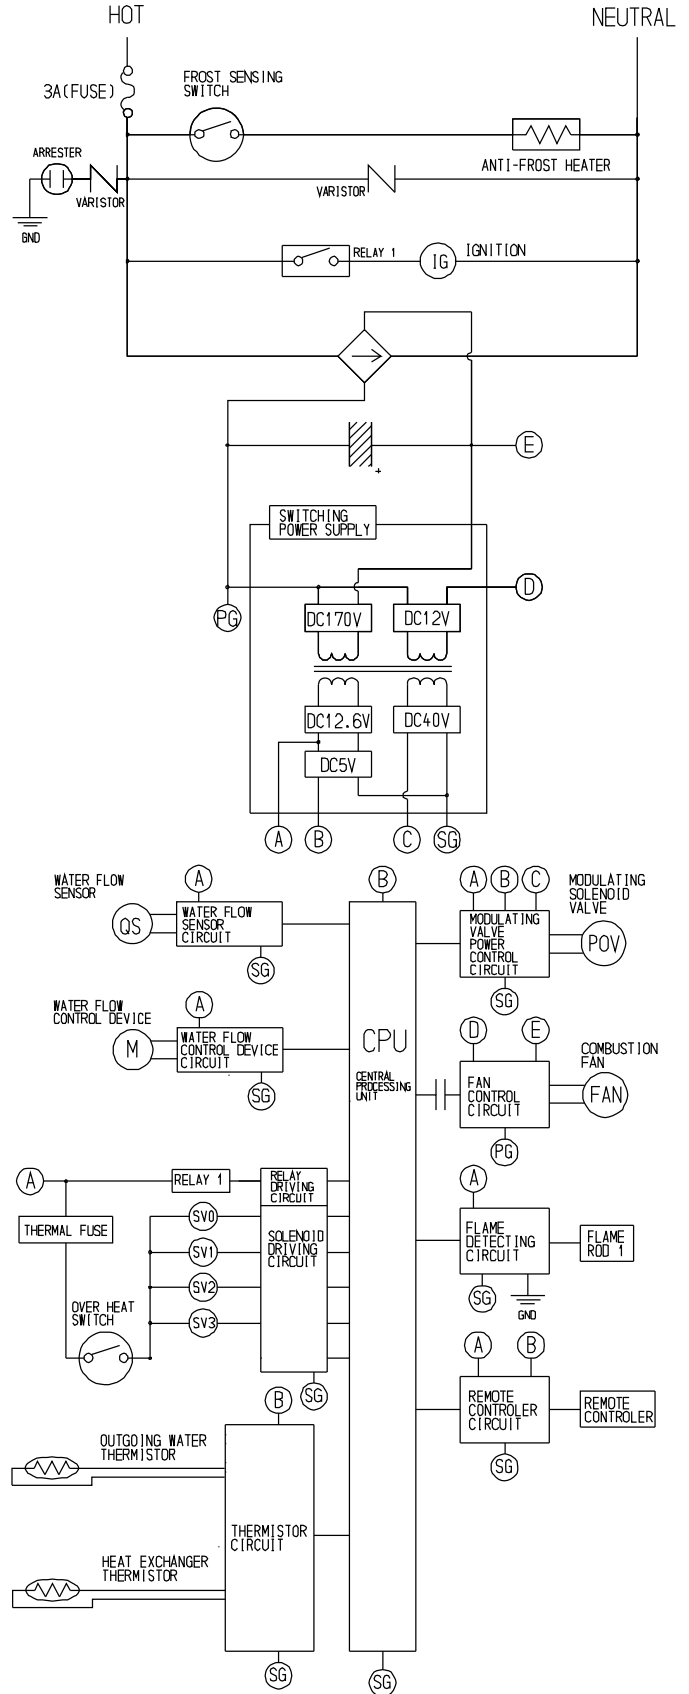 HOT
NEUTRAL
3A(FUSE)
FROST SENSING
SWITCH
ARRESTER
VARISTOR
GND
VARISTOR
ANTI-FROST HEATER
RELAY 1
IG
IGNITION
E
+
SWITCHING
POWER SUPPLY
D
PG
DC170V
DC12V
DC12.6V
DC40V
DC5V
A
B
C
SG
WATER FLOW
SENSOR
QS
A
WATER FLOW
SENSOR
CIRCUIT
SG
WATER FLOW
CONTROL DEVICE
M
A
WATER FLOW
CONTROL DEVICE
CIRCUIT
SG
B
CPU
CENTRAL
PROCESSING
UNIT
A
B
C
MODULATING
SOLENOID
VALVE
MODULATING
VALVE
POWER
CONTROL
CIRCUIT
POV
SG
D
E
COMBUSTION
FAN
FAN
CONTROL
CIRCUIT
FAN
PG
A
RELAY 1
RELAY
DRIVING
CIRCUIT
THERMAL FUSE
SV0
SV1
SV2
SV3
SOLENOID
DRIVING
CIRCUIT
OVER HEAT
SWITCH
SG
A
FLAME
DETECTING
CIRCUIT
FLAME
ROD 1
SG
GND
A
B
REMOTE
CONTROLER
CIRCUIT
REMOTE
CONTROLER
SG
B
OUTGOING WATER
THERMISTOR
THERMISTOR
CIRCUIT
HEAT EXCHANGER
THERMISTOR
SG
SG